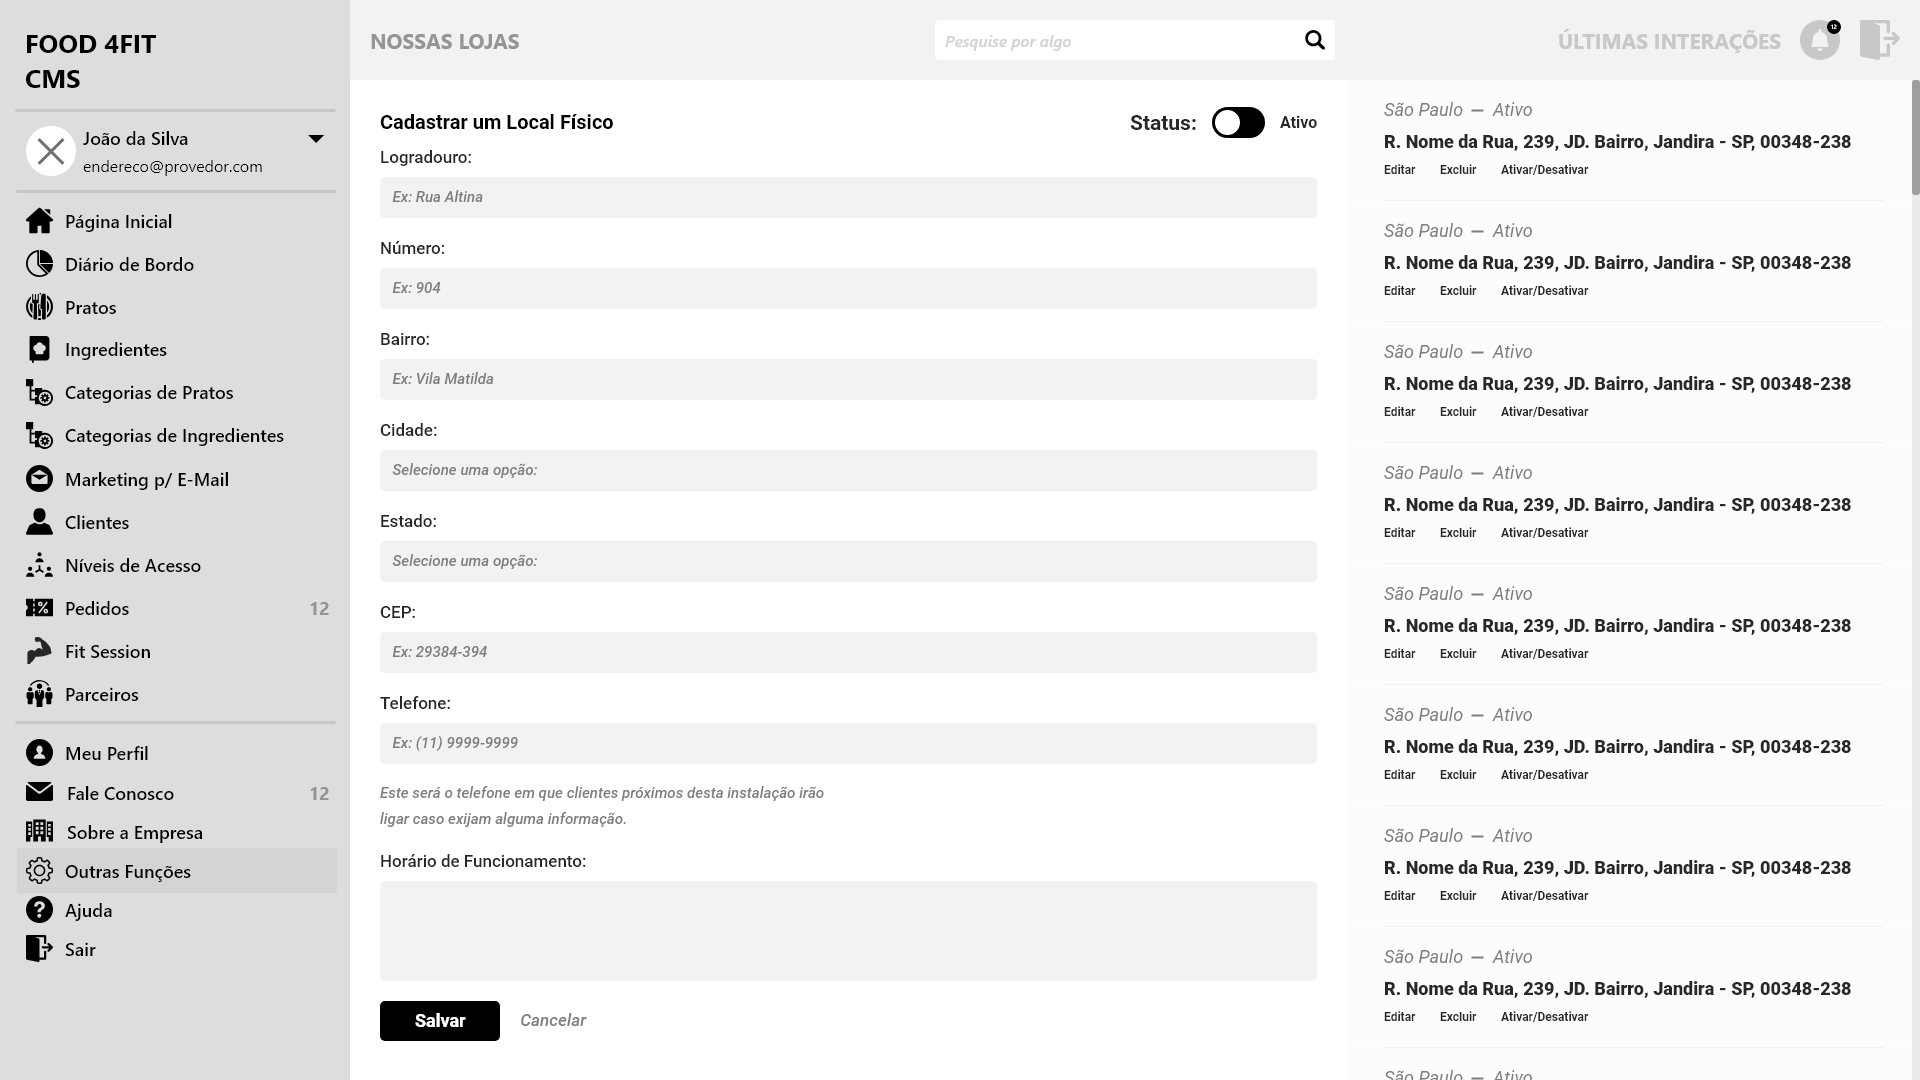 FOOD 4FIT
CMS
João da Silva
endereco@provedor.com
Página Inicial
Diário de Bordo
Pratos
Ingredientes
Categorias de Pratos
Categorias de Ingredientes
Marketing p/ E-Mail
Clientes
Níveis de Acesso
Pedidos 12
Fit Session
Parceiros
Meu Perfil
Fale Conosco 12
Sobre a Empresa
Outras Funções
Ajuda
Sair
NOSSAS LOJAS
Pesquise por algo
ÚLTIMAS INTERAÇÕES
12
Cadastrar um Local Físico
Status: Ativo
Logradouro:
Ex: Rua Altina
Número:
Ex: 904
Bairro:
Ex: Vila Matilda
Cidade:
Selecione uma opção:
Estado:
Selecione uma opção:
CEP:
Ex: 29384-394
Telefone:
Ex: (11) 9999-9999
Este será o telefone em que clientes próximos desta instalação irão
ligar caso exijam alguma informação.
Horário de Funcionamento:
Salvar Cancelar
São Paulo — Ativo
R. Nome da Rua, 239, JD. Bairro, Jandira - SP, 00348-238
Editar Excluir Ativar/Desativar
São Paulo — Ativo
R. Nome da Rua, 239, JD. Bairro, Jandira - SP, 00348-238
Editar Excluir Ativar/Desativar
São Paulo — Ativo
R. Nome da Rua, 239, JD. Bairro, Jandira - SP, 00348-238
Editar Excluir Ativar/Desativar
São Paulo — Ativo
R. Nome da Rua, 239, JD. Bairro, Jandira - SP, 00348-238
Editar Excluir Ativar/Desativar
São Paulo — Ativo
R. Nome da Rua, 239, JD. Bairro, Jandira - SP, 00348-238
Editar Excluir Ativar/Desativar
São Paulo — Ativo
R. Nome da Rua, 239, JD. Bairro, Jandira - SP, 00348-238
Editar Excluir Ativar/Desativar
São Paulo — Ativo
R. Nome da Rua, 239, JD. Bairro, Jandira - SP, 00348-238
Editar Excluir Ativar/Desativar
São Paulo — Ativo
R. Nome da Rua, 239, JD. Bairro, Jandira - SP, 00348-238
Editar Excluir Ativar/Desativar
São Paulo — Ativo